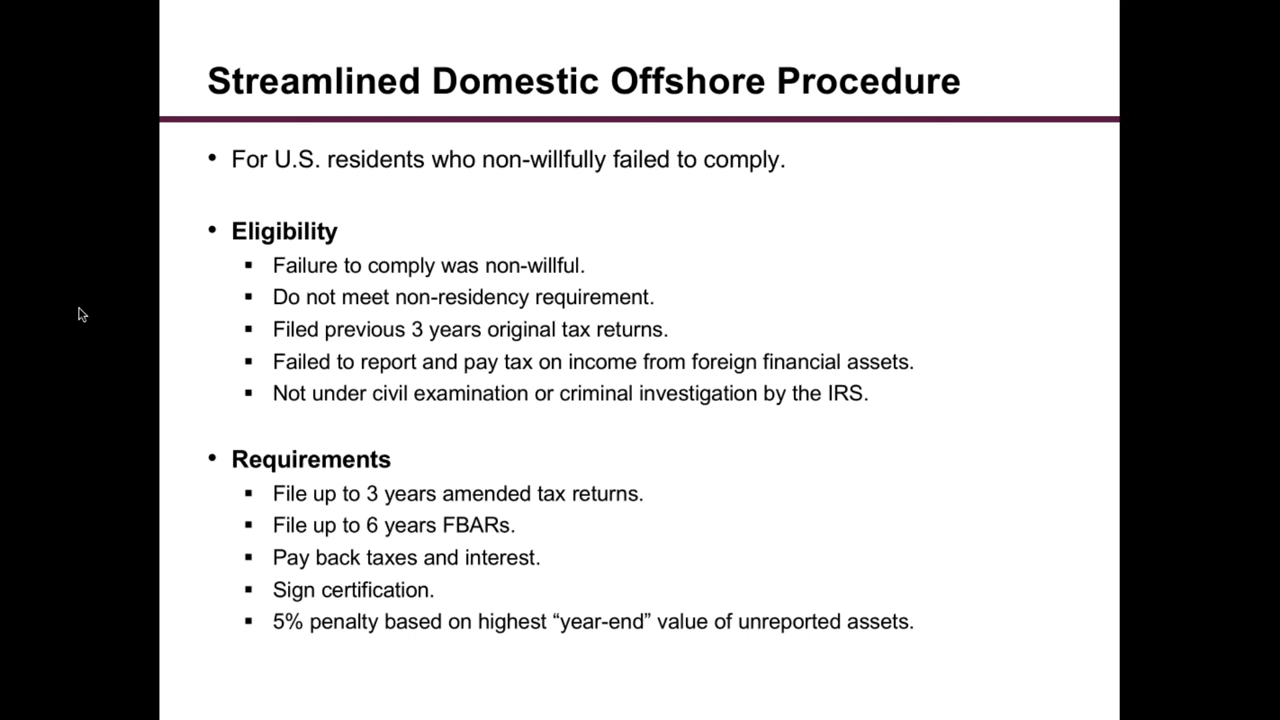 Streamlined Domestic Offshore Procedure
• For U.S. residents who non-willfully failed to comply.
• Eligibility
▪ Failure to comply was non-willful.
▪ Do not meet non-residency requirement.
▪ Filed previous 3 years original tax returns.
▪ Failed to report and pay tax on income from foreign financial assets.
▪ Not under civil examination or criminal investigation by the IRS.
• Requirements
▪ File up to 3 years amended tax returns.
▪ File up to 6 years FBARs.
▪ Pay back taxes and interest.
▪ Sign certification.
▪ 5% penalty based on highest “year-end” value of unreported assets.